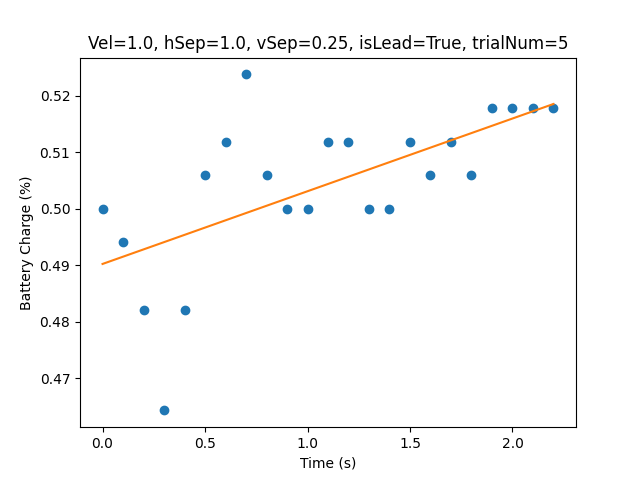 Vel=1.0, hSep=1.0, vSep=0.25, isLead=True, trialNum=5
0.52
0.51
0.50
0.49
0.48
0.47
Battery Charge (%)
0.0 0.5 1.0 1.5 2.0
Time (s)